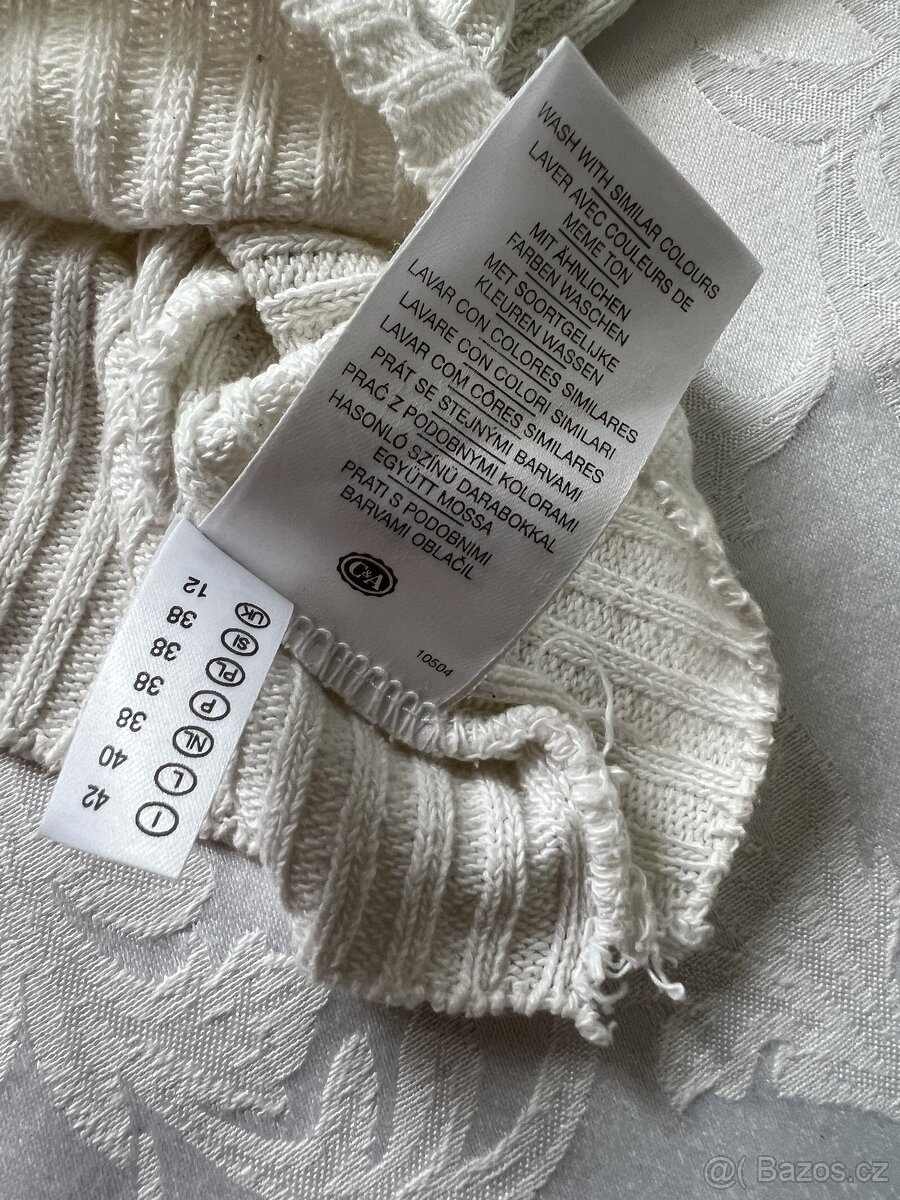 WASH WITH SIMILAR COLOURS
LAVER AVEC COULEURS DE
MEME TON
MIT ÄHNLICHEN
FARBEN WASCHEN
MET SOORTGELIJKE
KLEUREN WASSEN
LAVAR CON COLORES SIMILARES
LAVARE CON COLORI SIMILARI
LAVAR COM CÓRES SIMILARES
PRÁT SE STEJNÝMI BARVAMI
PRAĆ Z PODOBNYMI KOLORAMI
HASONLÓ SZÍNŰ DARABOKKAL
EGYÜTT MOSSA
PRATI S PODOBNIMI
BARVAMI OBLAČIL
C&A
10504
UK 12
SI 38
PL 38
P 38
NL 38
L 40
I 42
@( Bazos.cz